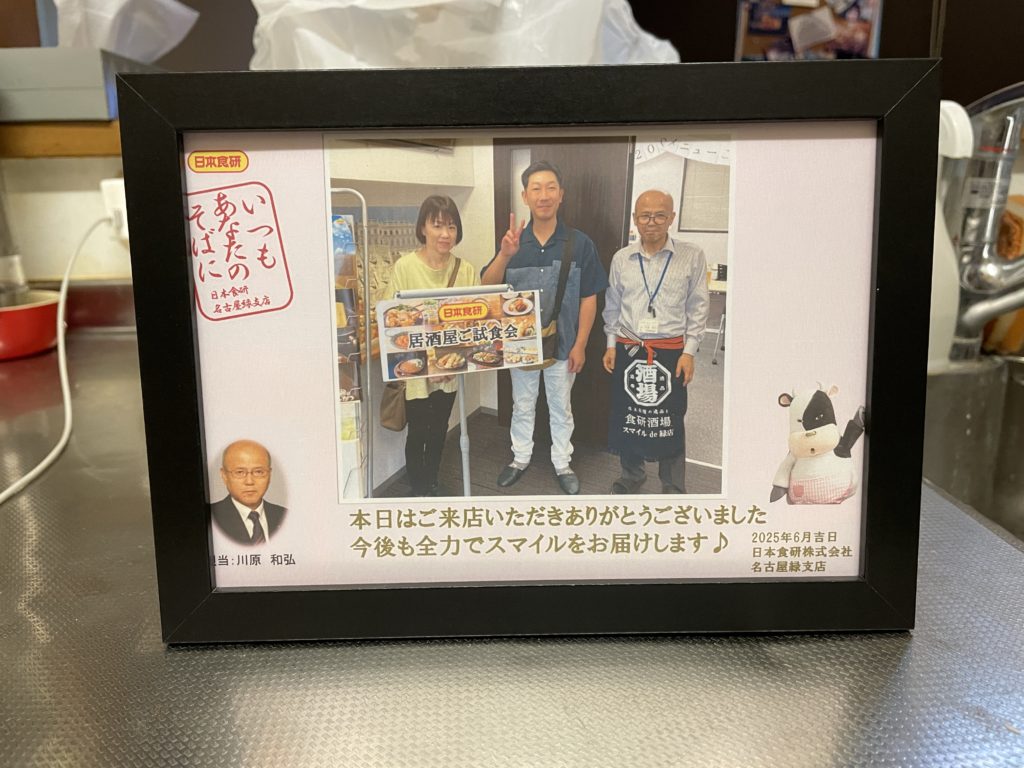 日本食研
いつも
あなたの
そばに
日本食研
名古屋緑支店
日本食研
居酒屋ご試食会
酒場
食研酒場
スマイル de 緑店
本日はご来店いただきありがとうございました
今後も全力でスマイルをお届けします♪
当:川原 和弘
2025年6月吉日
日本食研株式会社
名古屋緑支店